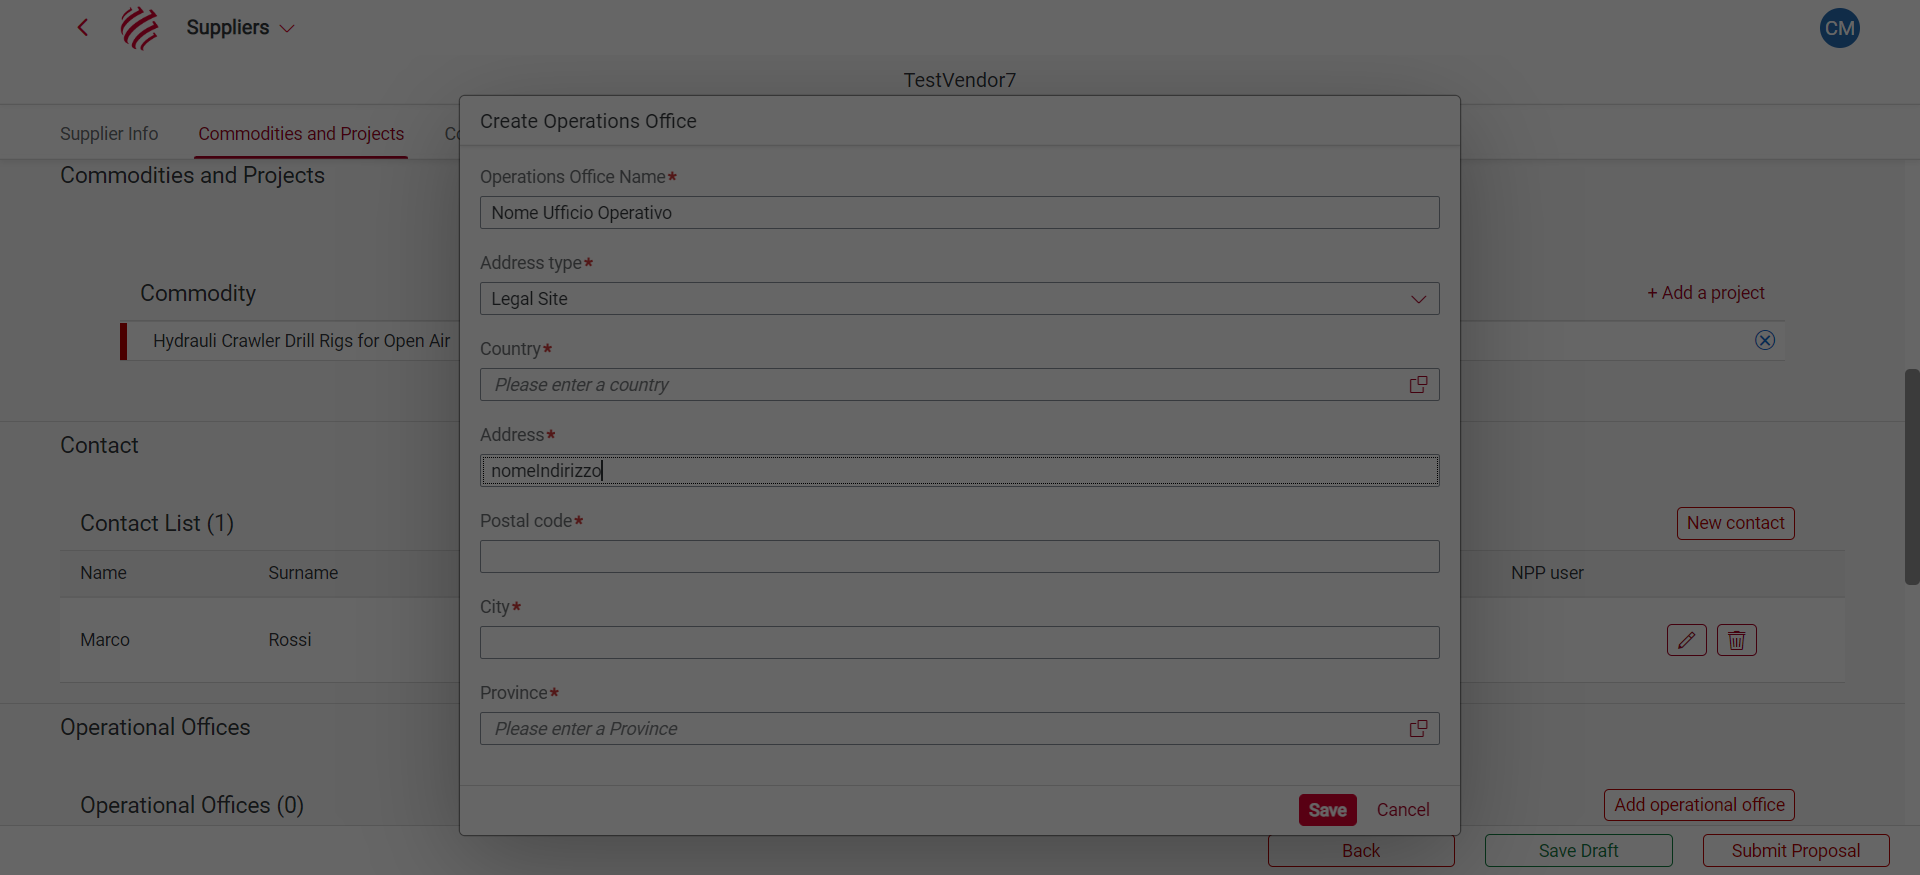 Suppliers
CM
TestVendor7
Supplier Info
Commodities and Projects
Co
Commodities and Projects
Commodity
+ Add a project
Hydrauli Crawler Drill Rigs for Open Air
Contact
Contact List (1)
New contact
Name
Surname
NPP user
Marco
Rossi
Operational Offices
Operational Offices (0)
Add operational office
Create Operations Office
Operations Office Name*
Nome Ufficio Operativo
Address type*
Legal Site
Country*
Please enter a country
Address*
nomeIndirizzo
Postal code*
City*
Province*
Please enter a Province
Save
Cancel
Back
Save Draft
Submit Proposal